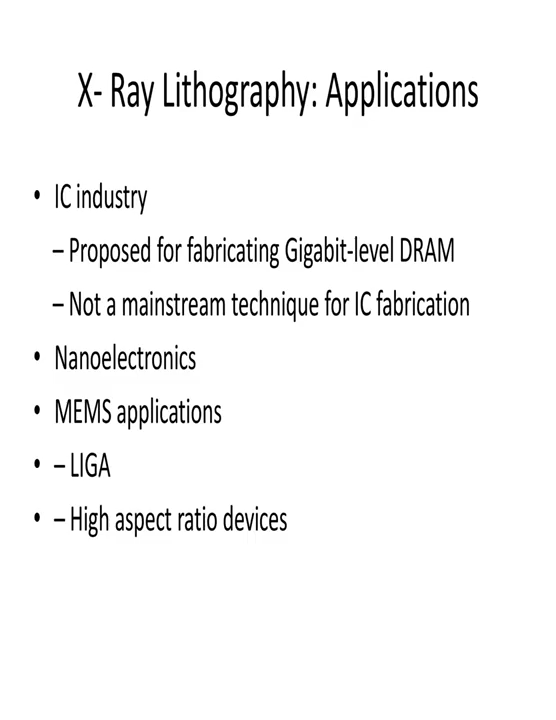 X- Ray Lithography: Applications
• IC industry
– Proposed for fabricating Gigabit-level DRAM
– Not a mainstream technique for IC fabrication
• Nanoelectronics
• MEMS applications
• – LIGA
• – High aspect ratio devices